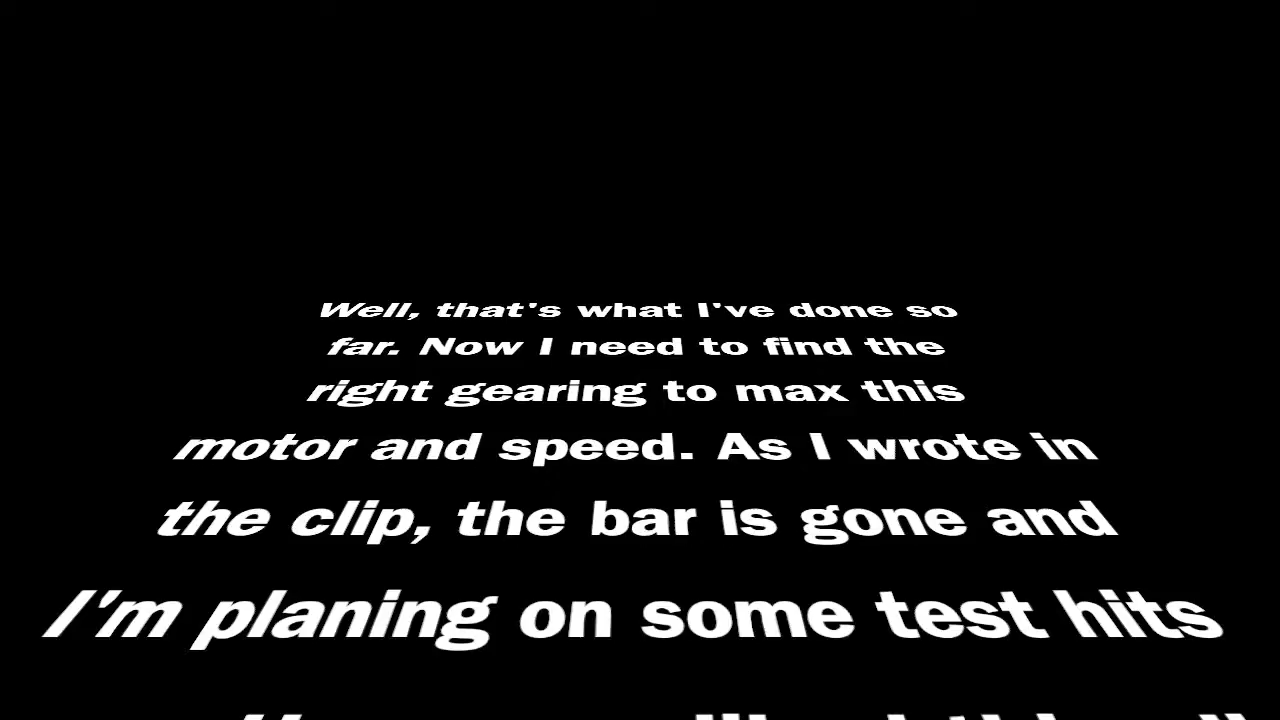 Well, that's what I've done so
far. Now I need to find the
right gearing to max this
motor and speed. As I wrote in
the clip, the bar is gone and
I'm planing on some test hits